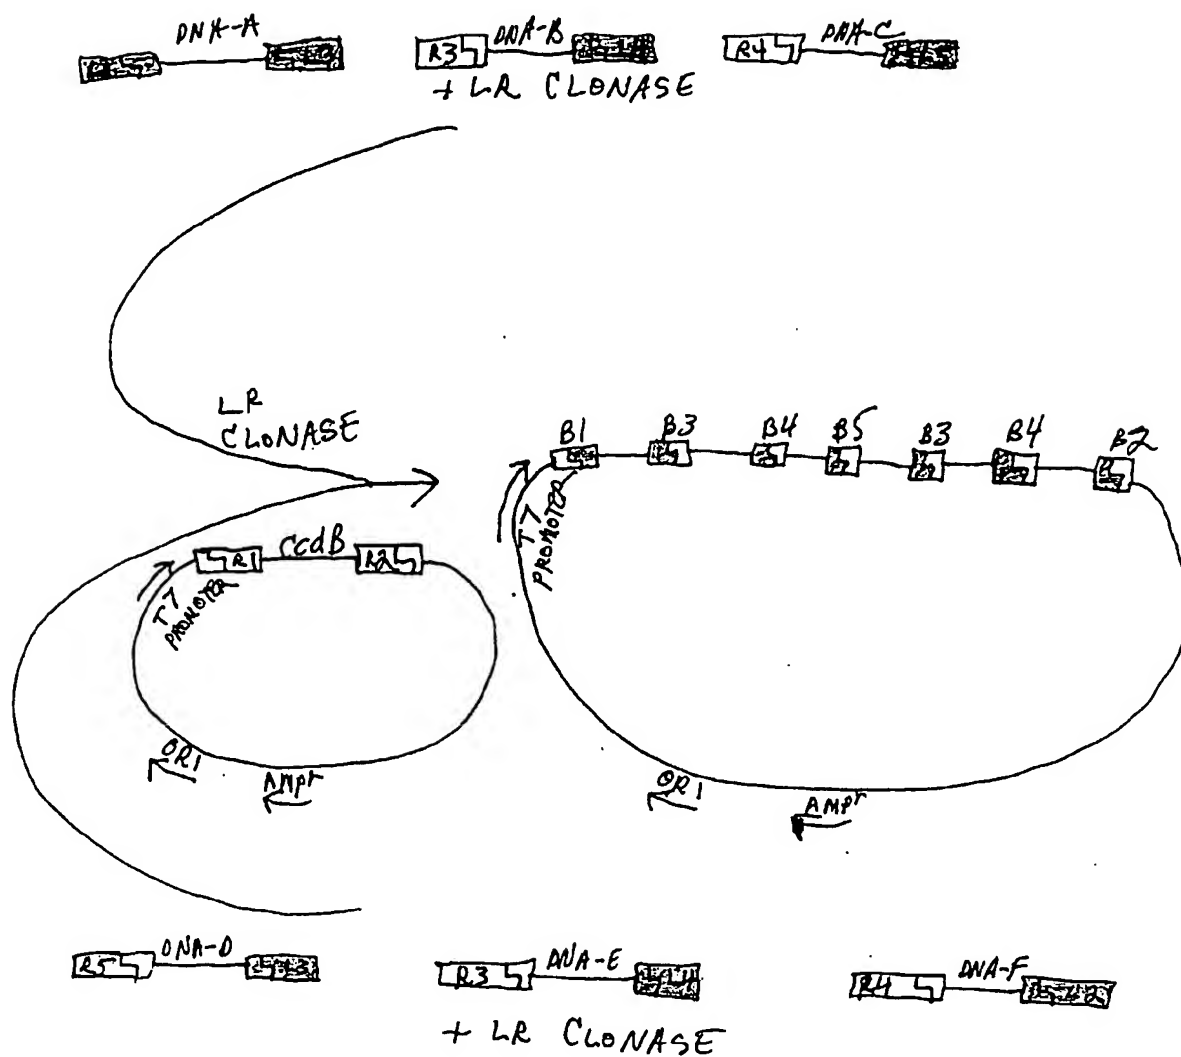 DNA-A DNA-B DNA-C
R3 R4
+ LR CLONASE
LR
CLONASE
B1 B3 B4 B5 B3 B4 B2
T7
PROMOTER
R1 ccdB R2
T7
PROMOTER
ORI
AMPr
ORI
AMPr
R5 DNA-D R3 DNA-E R4 DNA-F
+ LR CLONASE